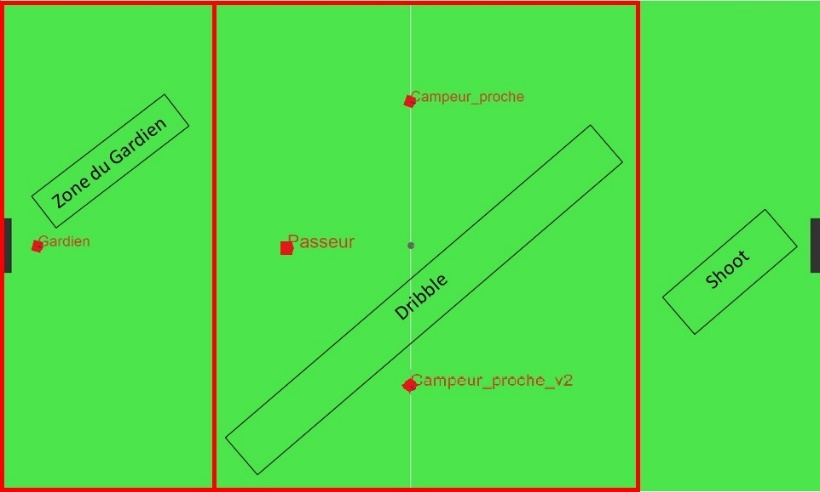 Campeur_proche
Zone du Gardien
Gardien
Passeur
Dribble
Shoot
Campeur_proche_v2